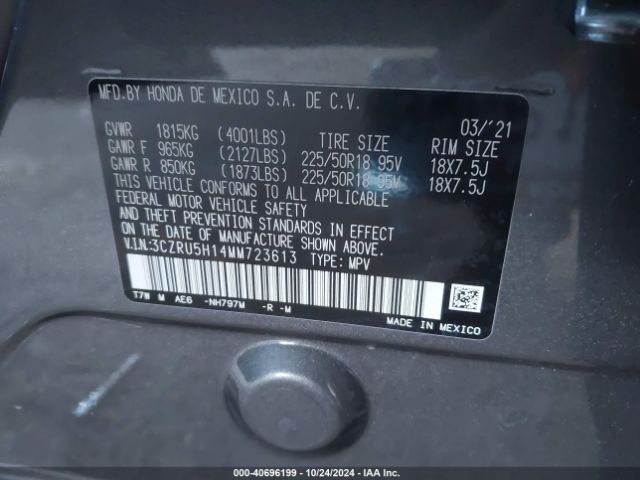 MFD.BY HONDA DE MEXICO S.A. DE C.V.
03/'21
GVWR 1815KG (4001LBS) TIRE SIZE RIM SIZE
GAWR F 965KG (2127LBS) 225/50R18 95V 18X7.5J
GAWR R 850KG (1873LBS) 225/50R18 95V 18X7.5J
THIS VEHICLE CONFORMS TO ALL APPLICABLE
FEDERAL MOTOR VEHICLE SAFETY
AND THEFT PREVENTION STANDARDS IN EFFECT
ON THE DATE OF MANUFACTURE SHOWN ABOVE.
V.I.N.:3CZRU5H14MM723613 TYPE: MPV
T7W M AE6 -NH797M -R -M
MADE IN MEXICO
000-40696199 - 10/24/2024 - IAA Inc.